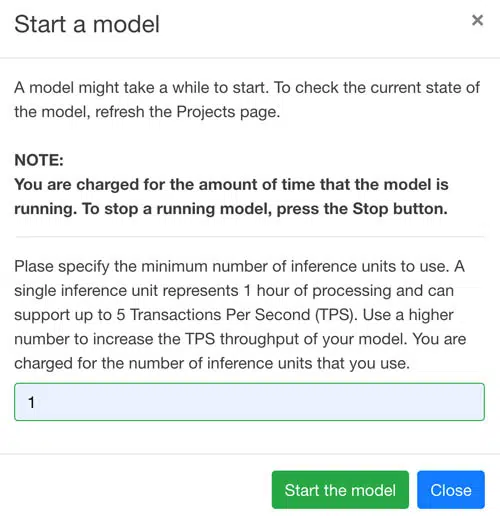 Start a model
×
A model might take a while to start. To check the current state of
the model, refresh the Projects page.
NOTE:
You are charged for the amount of time that the model is
running. To stop a running model, press the Stop button.
Plase specify the minimum number of inference units to use. A
single inference unit represents 1 hour of processing and can
support up to 5 Transactions Per Second (TPS). Use a higher
number to increase the TPS throughput of your model. You are
charged for the number of inference units that you use.
1
Start the model
Close